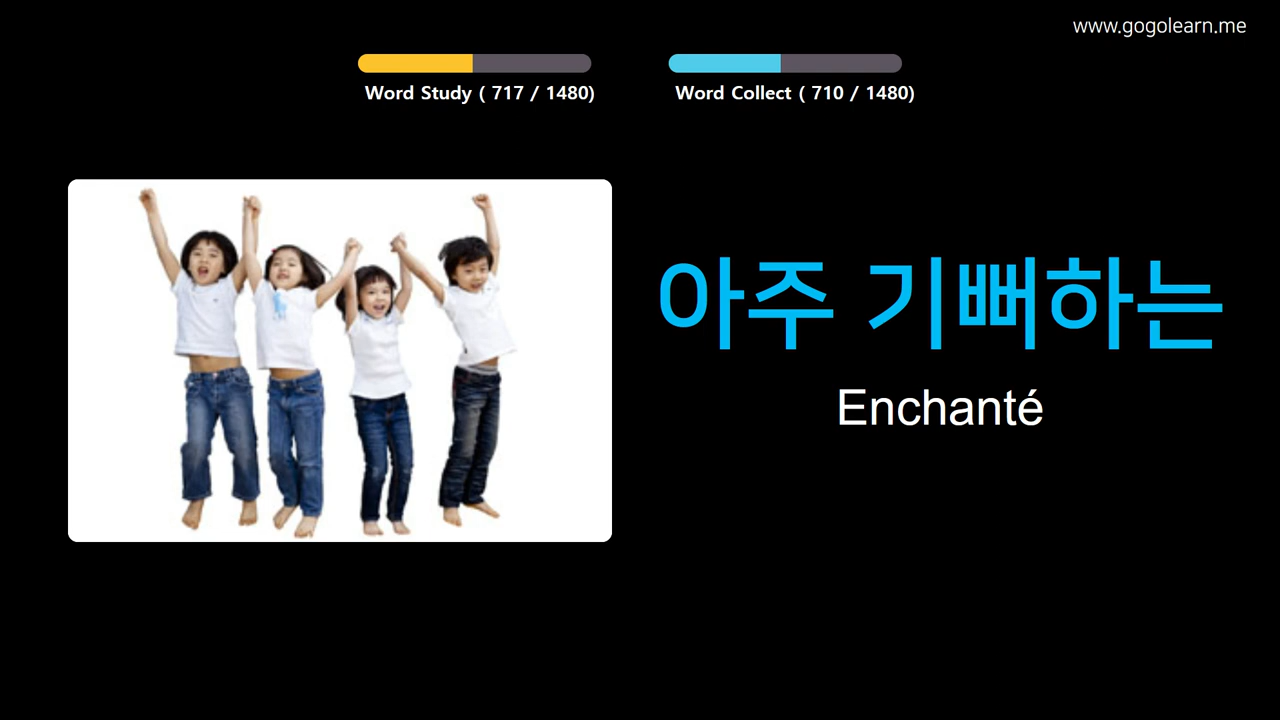 www.gogolearn.me
Word Study ( 717 / 1480)
Word Collect ( 710 / 1480)
아주 기뻐하는
Enchanté